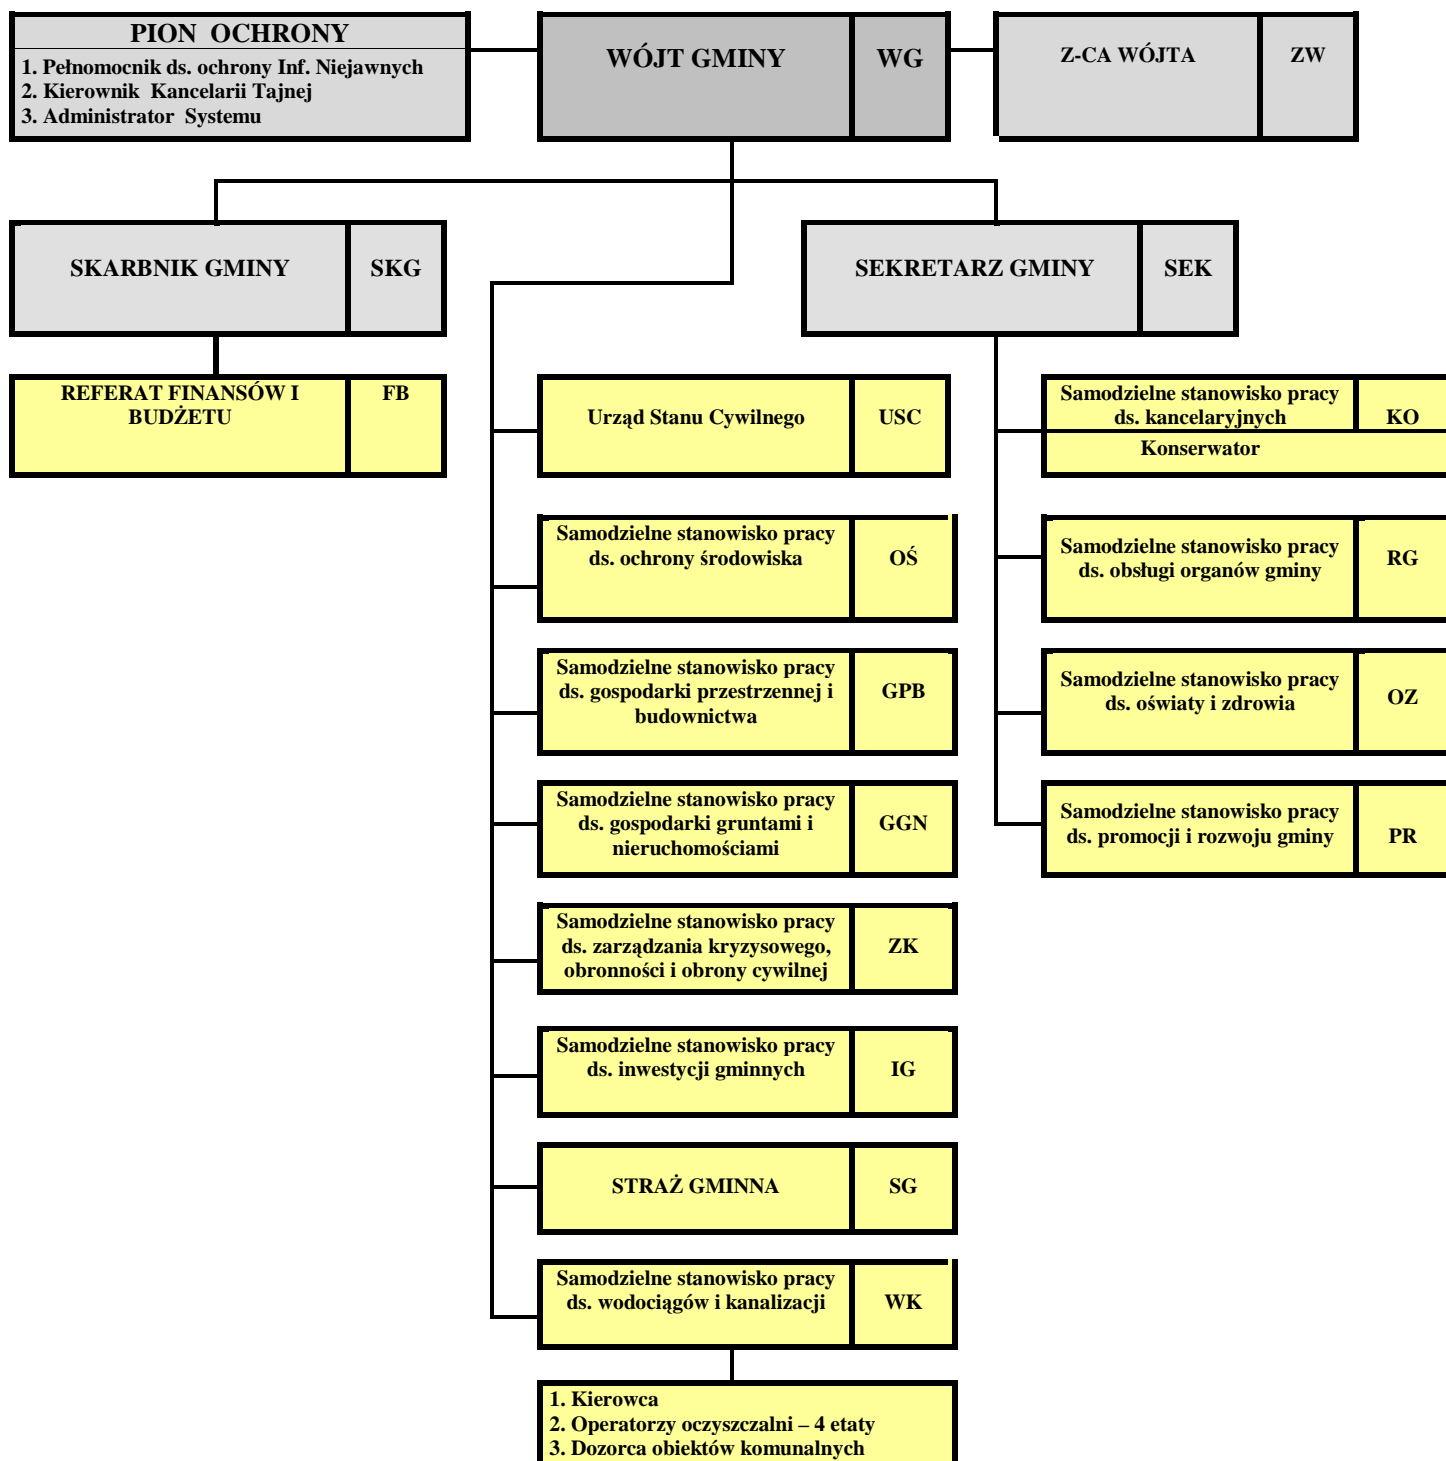 PION OCHRONY
1. Pełnomocnik ds. ochrony Inf. Niejawnych
2. Kierownik Kancelarii Tajnej
3. Administrator Systemu
WÓJT GMINY
WG
Z-CA WÓJTA
ZW
SKARBNIK GMINY
SKG
SEKRETARZ GMINY
SEK
REFERAT FINANSÓW I
BUDŻETU
FB
Urząd Stanu Cywilnego
USC
Samodzielne stanowisko pracy
ds. ochrony środowiska
OŚ
Samodzielne stanowisko pracy
ds. gospodarki przestrzennej i
budownictwa
GPB
Samodzielne stanowisko pracy
ds. gospodarki gruntami i
nieruchomościami
GGN
Samodzielne stanowisko pracy
ds. zarządzania kryzysowego,
obronności i obrony cywilnej
ZK
Samodzielne stanowisko pracy
ds. inwestycji gminnych
IG
STRAŻ GMINNA
SG
Samodzielne stanowisko pracy
ds. wodociągów i kanalizacji
WK
1. Kierowca
2. Operatorzy oczyszczalni – 4 etaty
3. Dozorca obiektów komunalnych
Samodzielne stanowisko pracy
ds. kancelaryjnych
KO
Konserwator
Samodzielne stanowisko pracy
ds. obsługi organów gminy
RG
Samodzielne stanowisko pracy
ds. oświaty i zdrowia
OZ
Samodzielne stanowisko pracy
ds. promocji i rozwoju gminy
PR